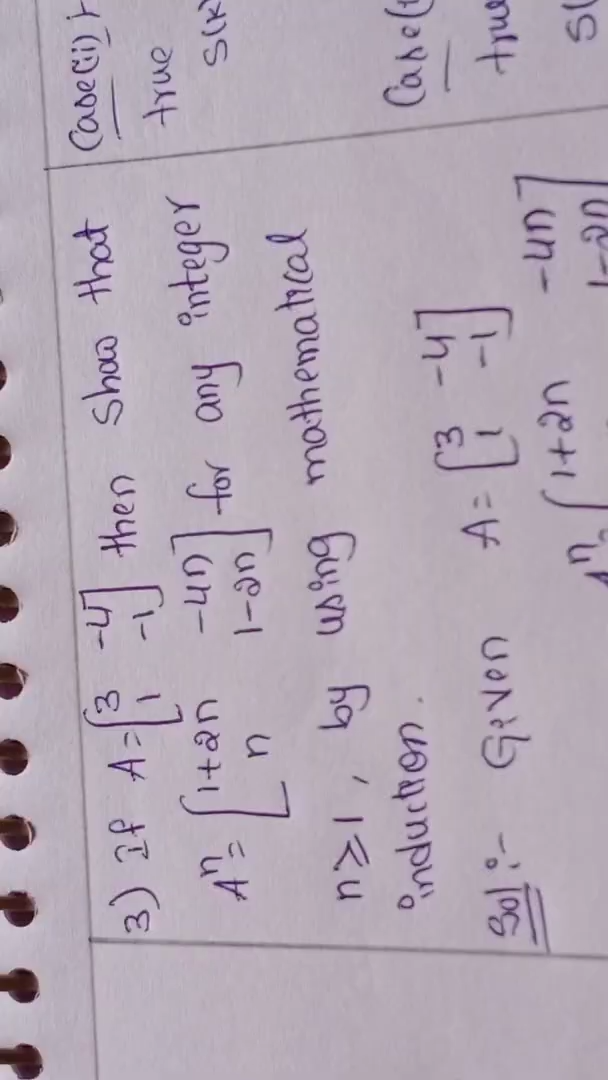 3) If A = [3 -4
1 -1] then show that
Aⁿ = [1+2n -4n
n 1-2n] for any integer
n ≥ 1, by using mathematical
induction.
Sol:- Given A = [3 -4
1 -1]
Aⁿ = [1+2n -4n]
1-2n
Case(ii)
true
S(k)
Case(
true
S(